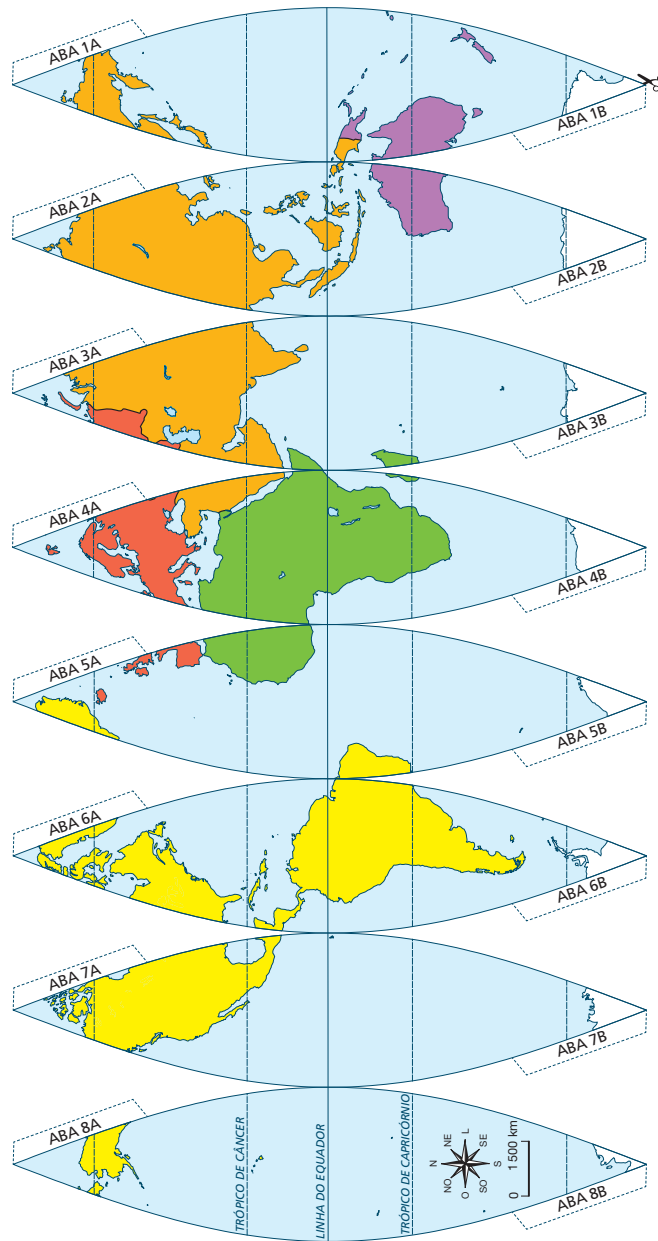 ABA 1A
ABA 1B
ABA 2A
ABA 2B
ABA 3A
ABA 3B
ABA 4A
ABA 4B
ABA 5A
ABA 5B
ABA 6A
ABA 6B
ABA 7A
ABA 7B
ABA 8A
ABA 8B
TRÓPICO DE CÂNCER
LINHA DO EQUADOR
TRÓPICO DE CAPRICÓRNIO
N
NE
L
SE
S
SO
O
NO
0 1 500 km